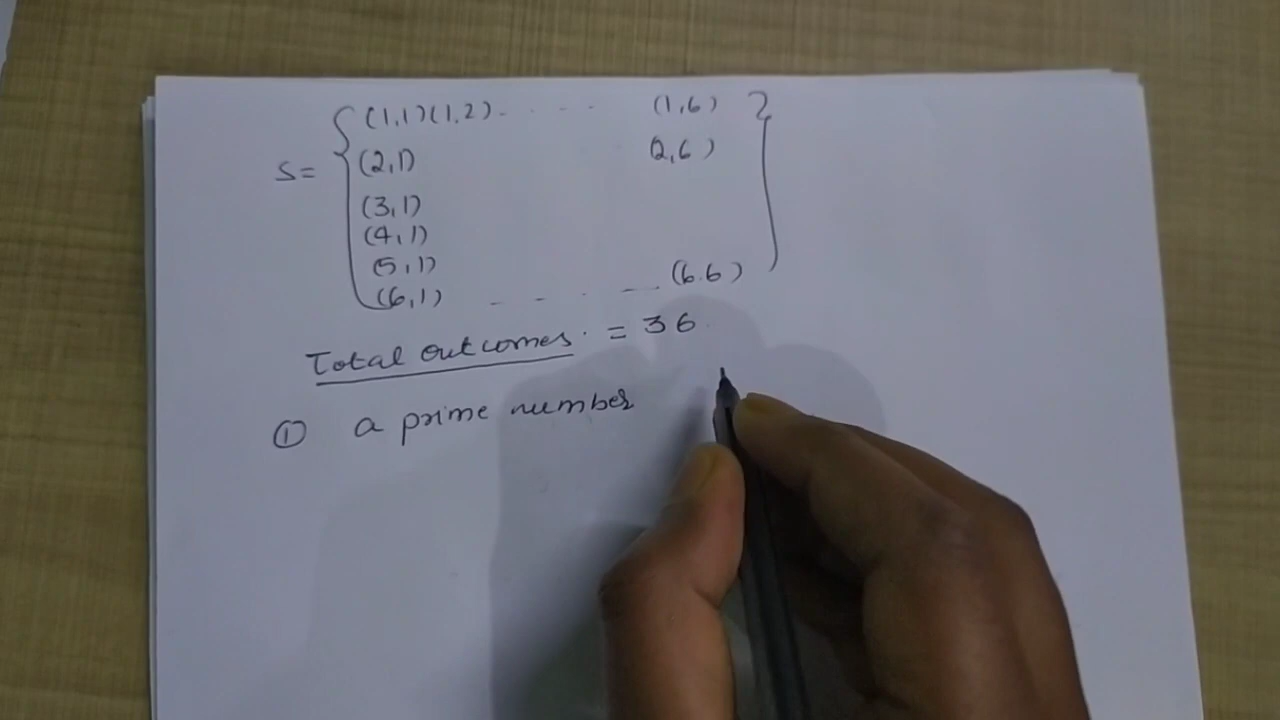 (1,1)(1,2). . - - (1,6)
S= (2,1) (2,6)
(3,1)
(4,1)
(5,1)
(6,1) - - . - - . . (6.6)
Total outcomes. = 36
① a prime number